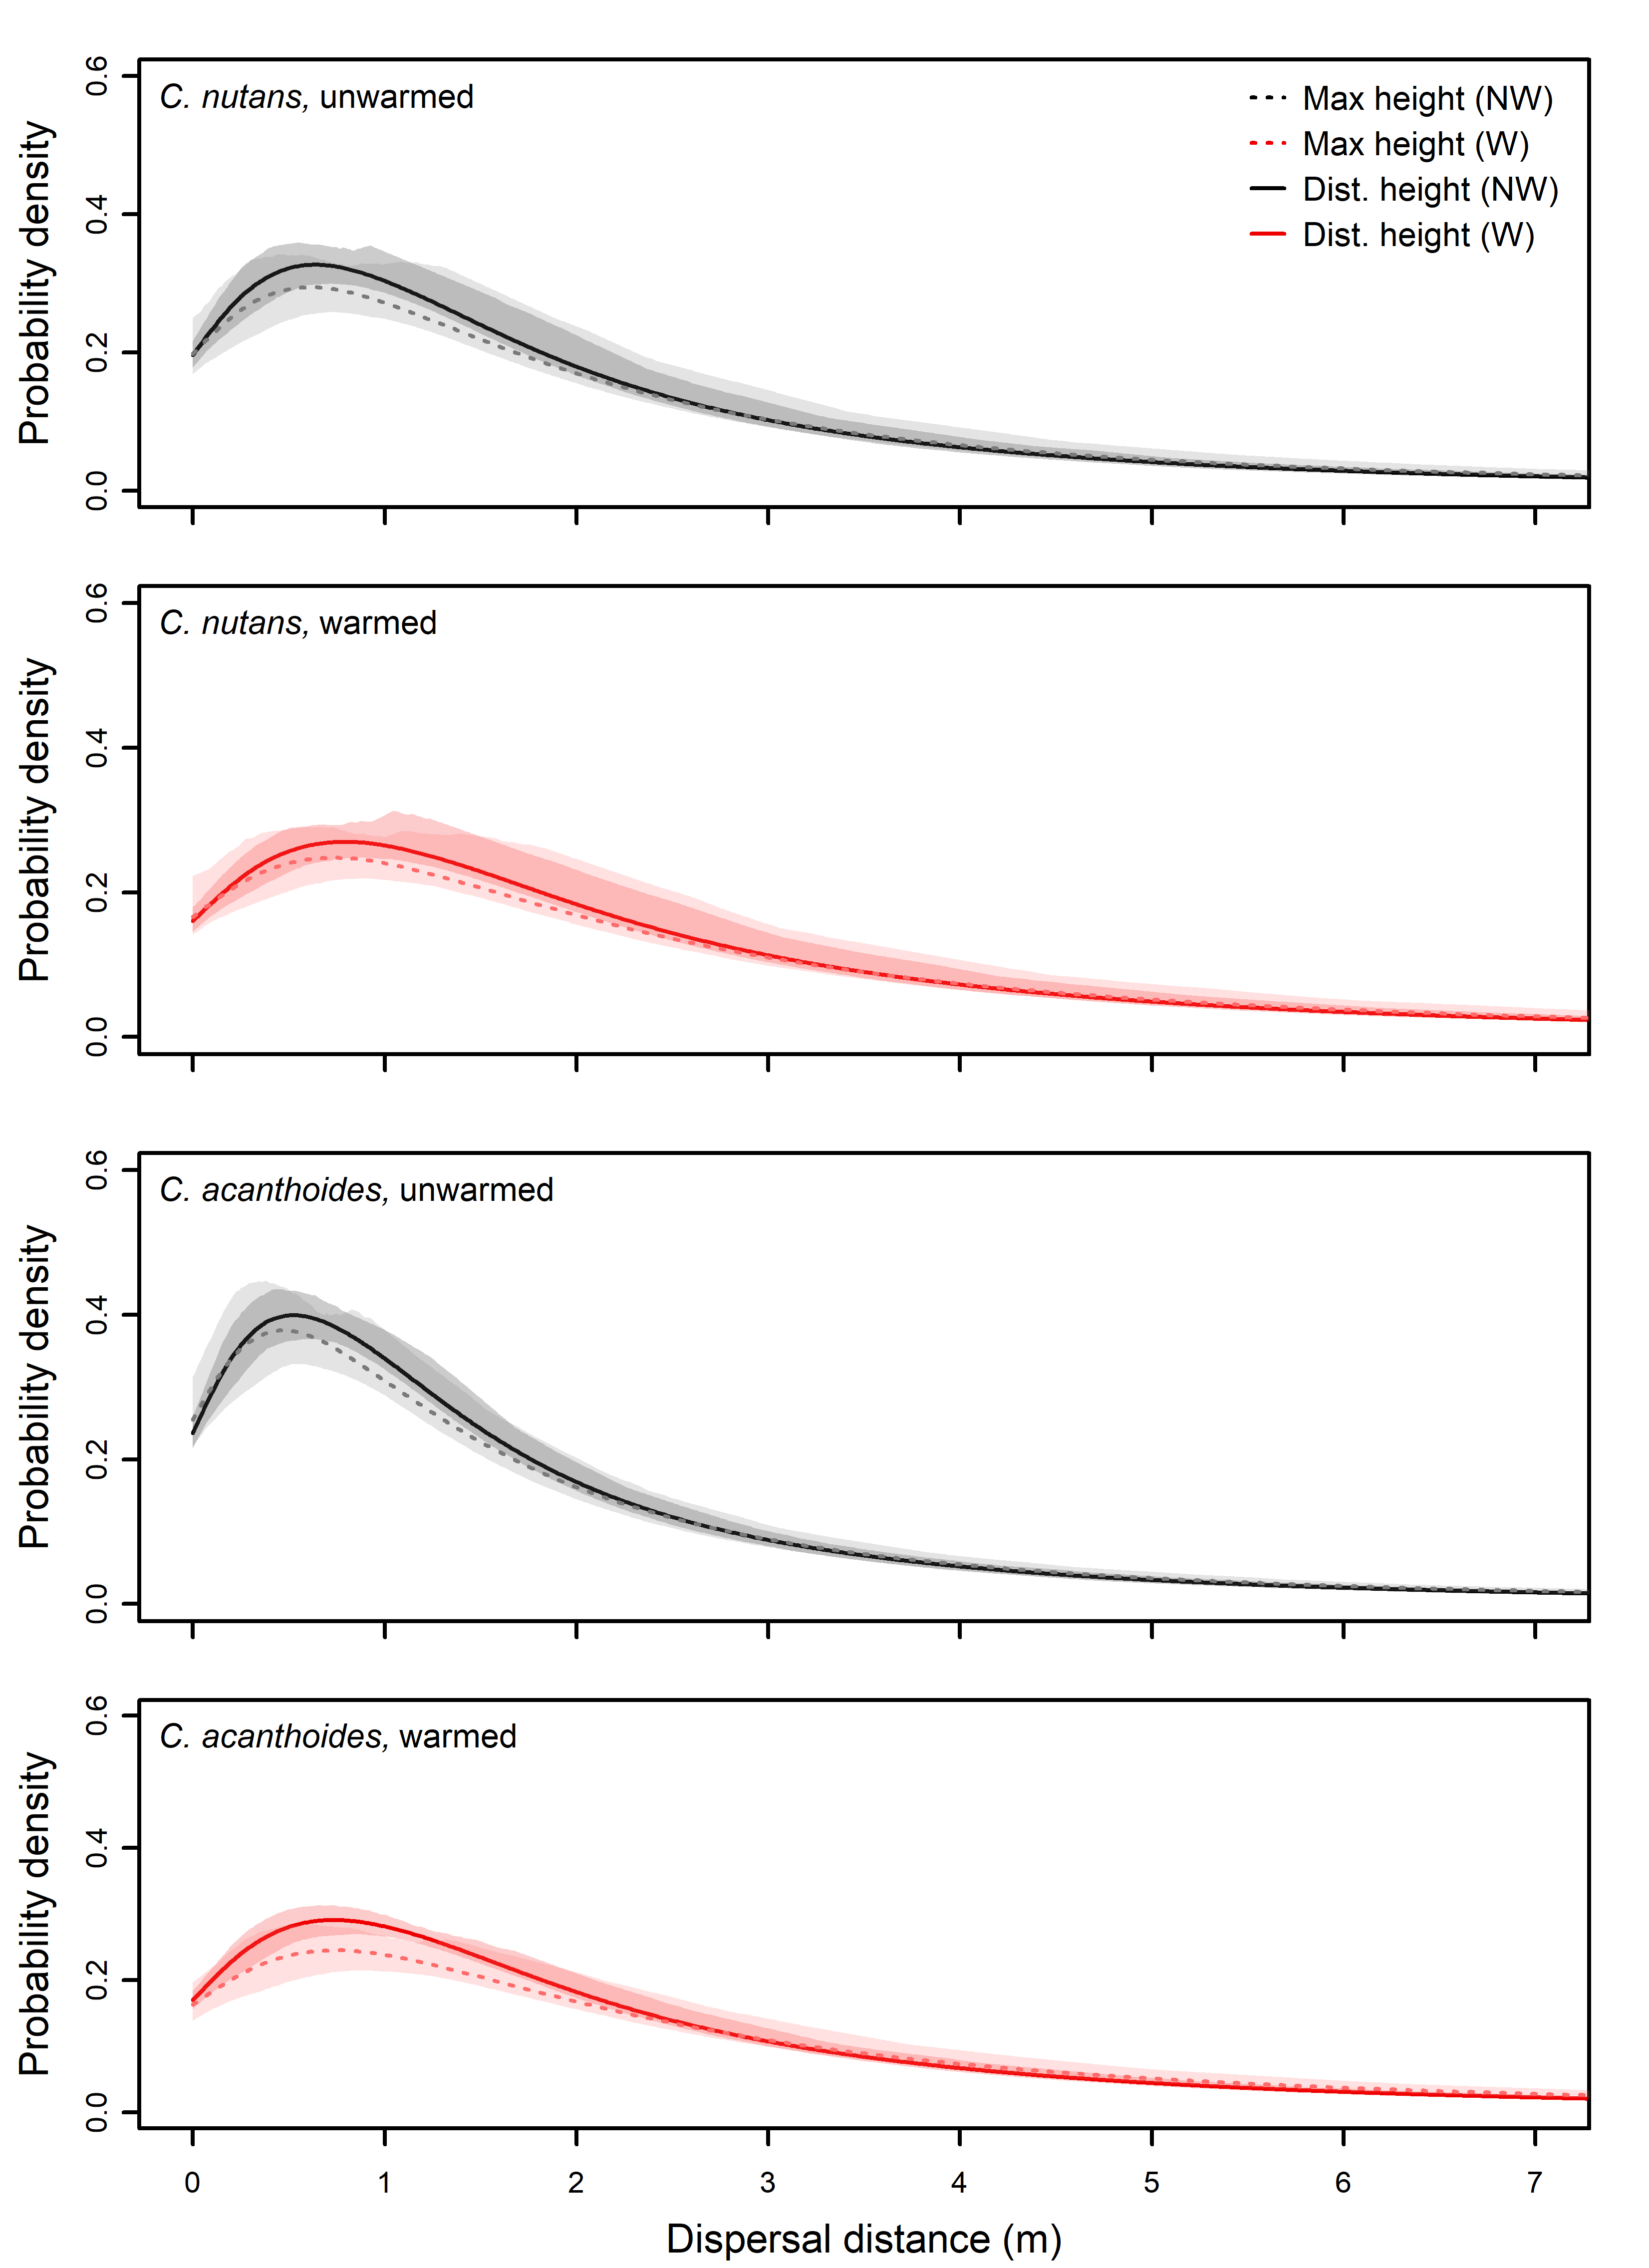 C. nutans, unwarmed
Max height (NW)
Max height (W)
Dist. height (NW)
Dist. height (W)
Probability density
0.6
0.4
0.2
0.0
C. nutans, warmed
Probability density
0.6
0.4
0.2
0.0
C. acanthoides, unwarmed
Probability density
0.6
0.4
0.2
0.0
C. acanthoides, warmed
Probability density
0.6
0.4
0.2
0.0
0 1 2 3 4 5 6 7
Dispersal distance (m)